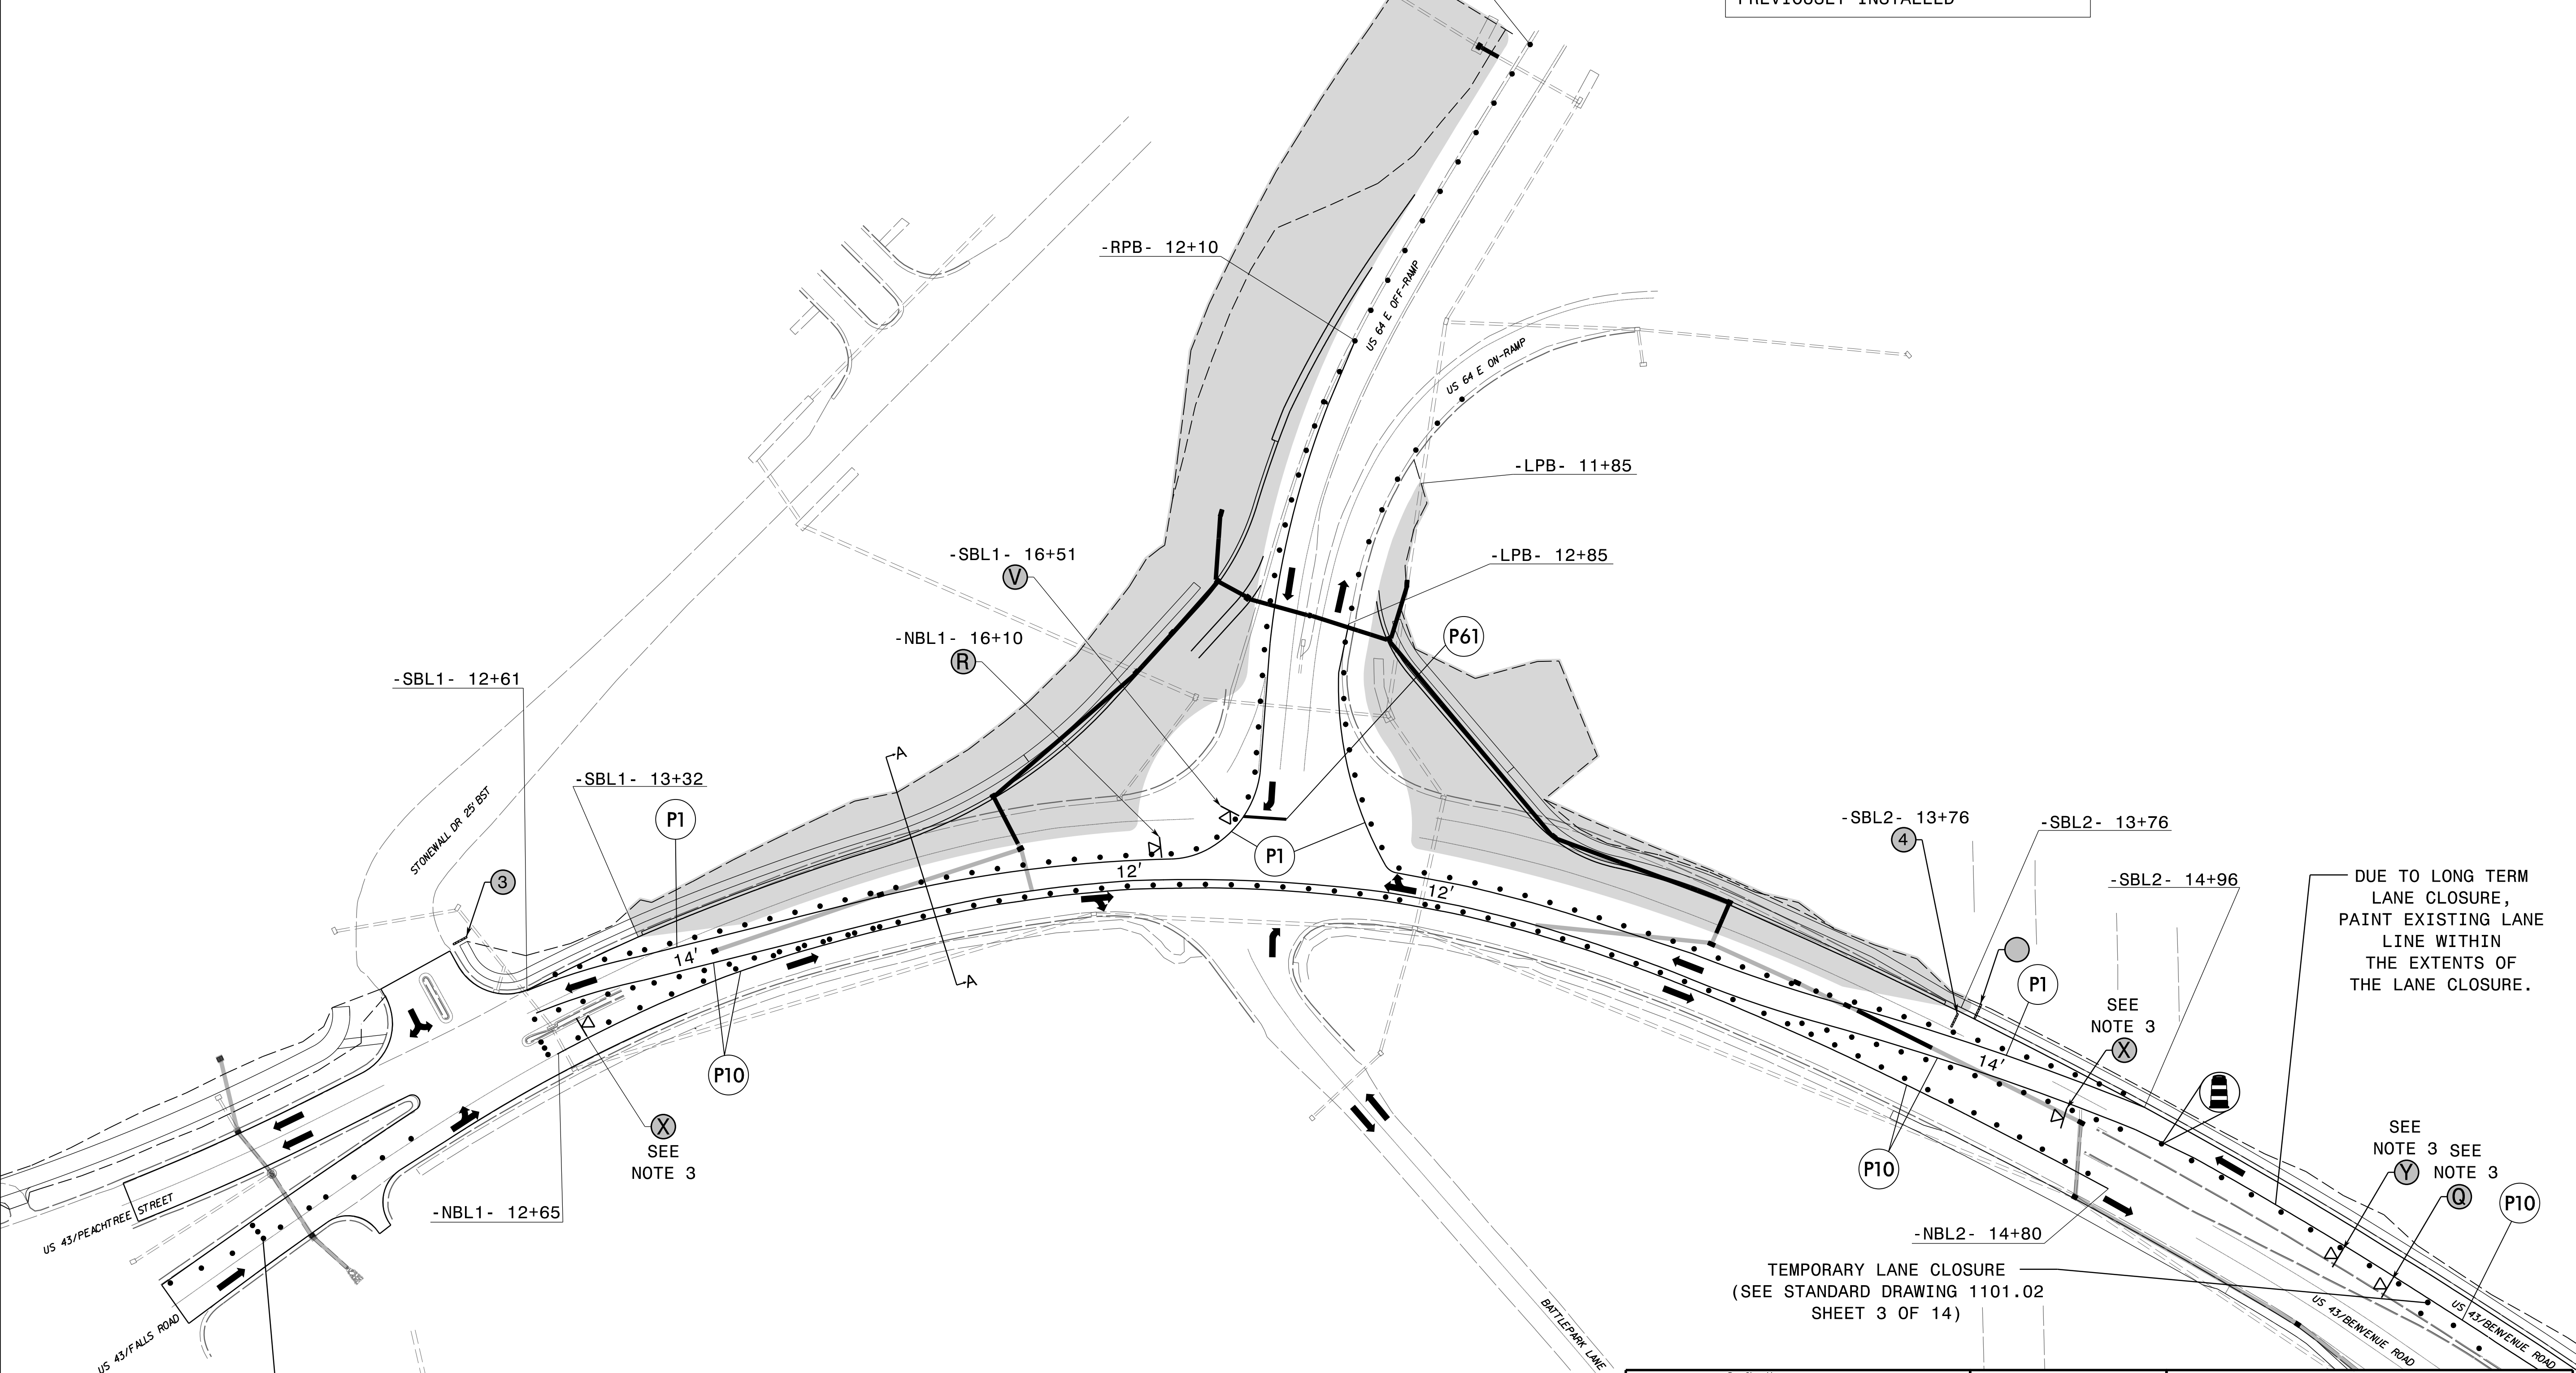 PREVIOUSLY INSTALLED
-RPB- 12+10
US 64 E OFF-RAMP
US 64 E ON-RAMP
-LPB- 11+85
-SBL1- 16+51
V
-LPB- 12+85
-NBL1- 16+10
R
P61
-SBL1- 12+61
A
-SBL1- 13+32
P1
STONEWALL DR 25' BST
3
P1
12'
12'
14'
A
-SBL2- 13+76
4
-SBL2- 13+76
-SBL2- 14+96
P1
DUE TO LONG TERM
LANE CLOSURE,
PAINT EXISTING LANE
LINE WITHIN
THE EXTENTS OF
THE LANE CLOSURE.
SEE
NOTE 3
X
14'
P10
X
SEE
NOTE 3
P10
SEE
NOTE 3
Y
SEE
NOTE 3
Q
P10
US 43/PEACHTREE STREET
-NBL1- 12+65
-NBL2- 14+80
TEMPORARY LANE CLOSURE
(SEE STANDARD DRAWING 1101.02
SHEET 3 OF 14)
US 43/FALLS ROAD
BATTLEPARK LANE
US 43/BENVENUE ROAD
US 43/BENVENUE ROAD